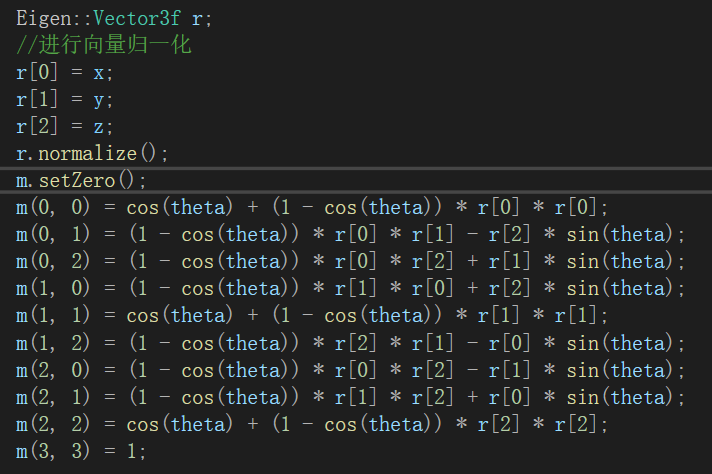 Eigen::Vector3f r;
//进行向量归一化
r[0] = x;
r[1] = y;
r[2] = z;
r.normalize();
m.setZero();
m(0, 0) = cos(theta) + (1 - cos(theta)) * r[0] * r[0];
m(0, 1) = (1 - cos(theta)) * r[0] * r[1] - r[2] * sin(theta);
m(0, 2) = (1 - cos(theta)) * r[0] * r[2] + r[1] * sin(theta);
m(1, 0) = (1 - cos(theta)) * r[1] * r[0] + r[2] * sin(theta);
m(1, 1) = cos(theta) + (1 - cos(theta)) * r[1] * r[1];
m(1, 2) = (1 - cos(theta)) * r[2] * r[1] - r[0] * sin(theta);
m(2, 0) = (1 - cos(theta)) * r[0] * r[2] - r[1] * sin(theta);
m(2, 1) = (1 - cos(theta)) * r[1] * r[2] + r[0] * sin(theta);
m(2, 2) = cos(theta) + (1 - cos(theta)) * r[2] * r[2];
m(3, 3) = 1;